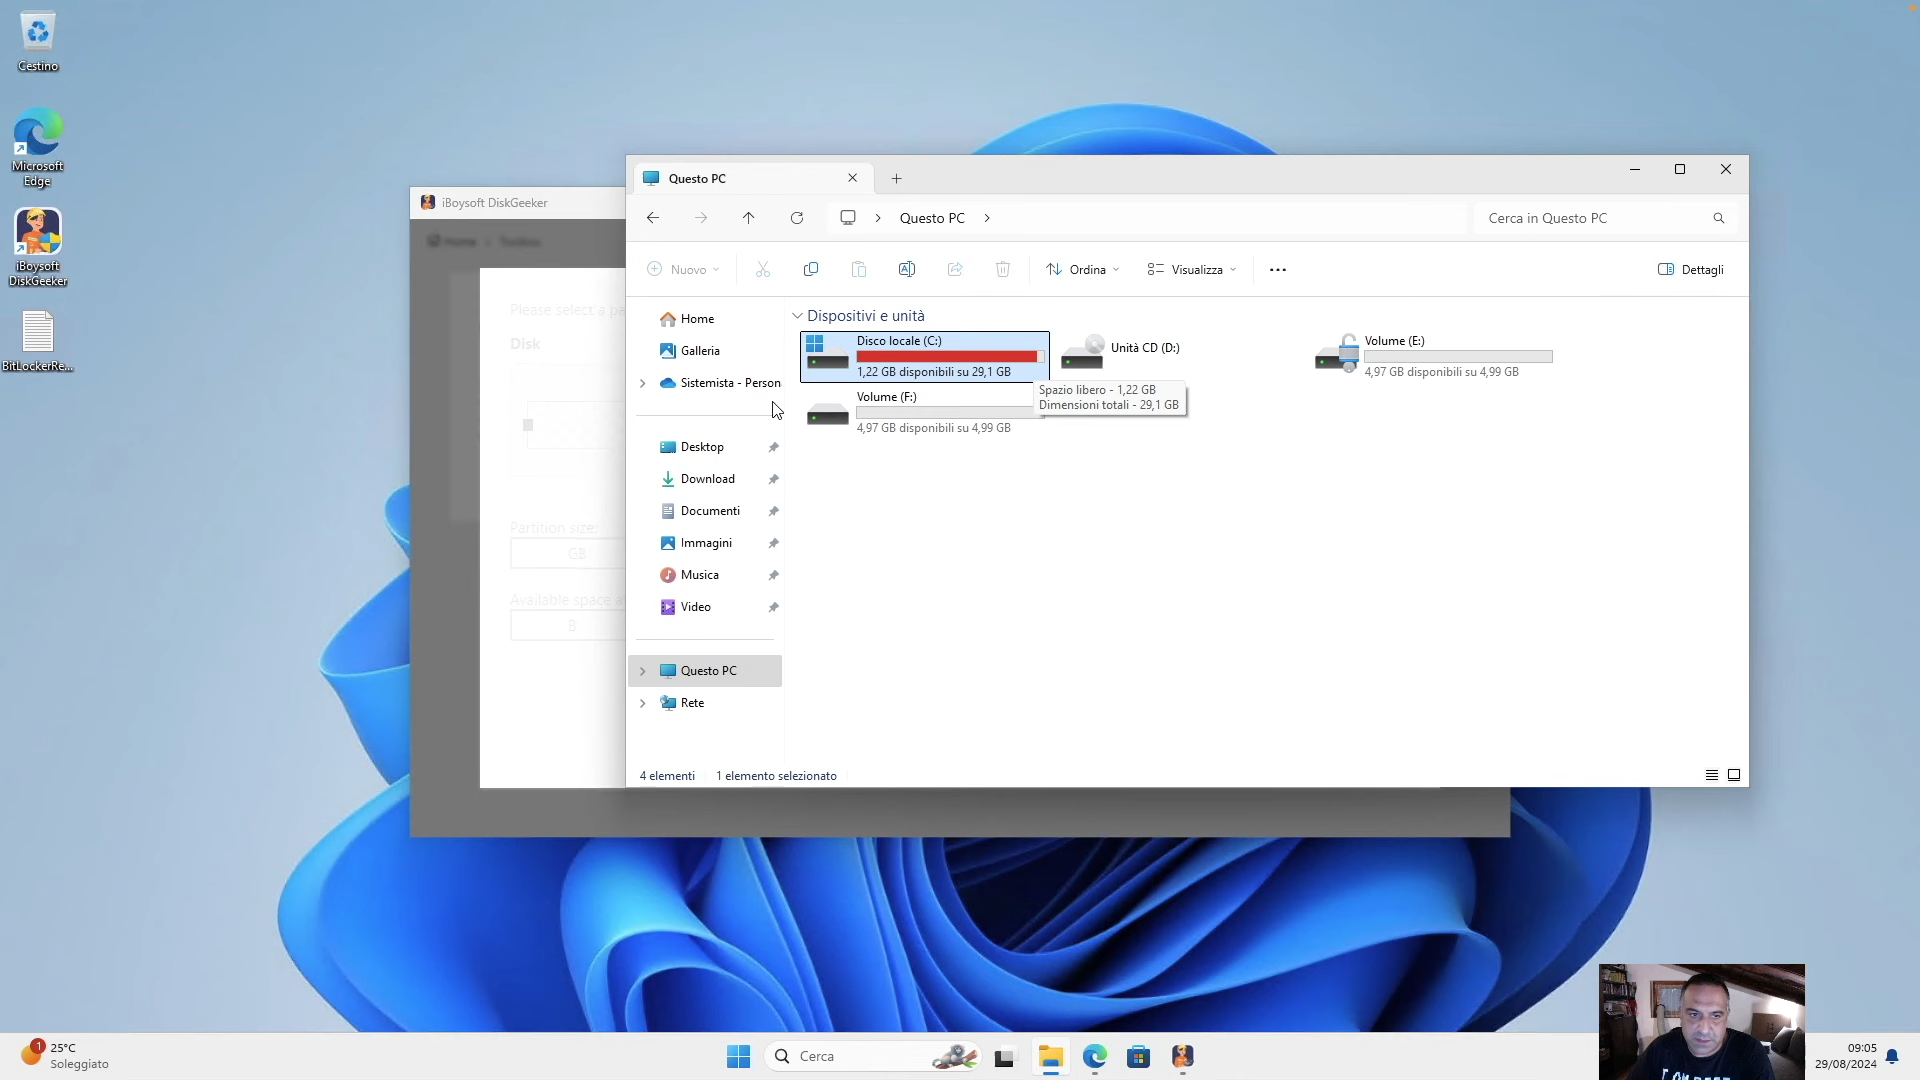 Cestino
Microsoft
Edge
iBoysoft
DiskGeeker
BitLockerRe...
iBoysoft DiskGeeker
Home
Toolbox
Please select a pa
Disk
Partition size:
GB
Available space a
B
Questo PC
Questo PC
Cerca in Questo PC
Nuovo
Ordina
Visualizza
Dettagli
Home
Galleria
Sistemista - Person
Desktop
Download
Documenti
Immagini
Musica
Video
Questo PC
Rete
Dispositivi e unità
Disco locale (C:)
1,22 GB disponibili su 29,1 GB
Unità CD (D:)
Volume (E:)
4,97 GB disponibili su 4,99 GB
Volume (F:)
4,97 GB disponibili su 4,99 GB
Spazio libero - 1,22 GB
Dimensioni totali - 29,1 GB
4 elementi
1 elemento selezionato
1
25°C
Soleggiato
Cerca
09:05
29/08/2024